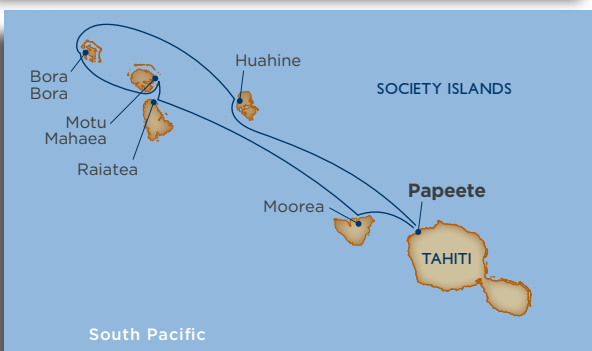 Huahine
Bora
Bora
SOCIETY ISLANDS
Motu
Mahaea
Raiatea
Papeete
Moorea
TAHITI
South Pacific